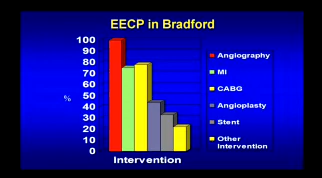 EECP in Bradford
100
90
80
70
60
50
40
30
20
10
0
%
Intervention
Angiography
MI
CABG
Angioplasty
Stent
Other
Intervention